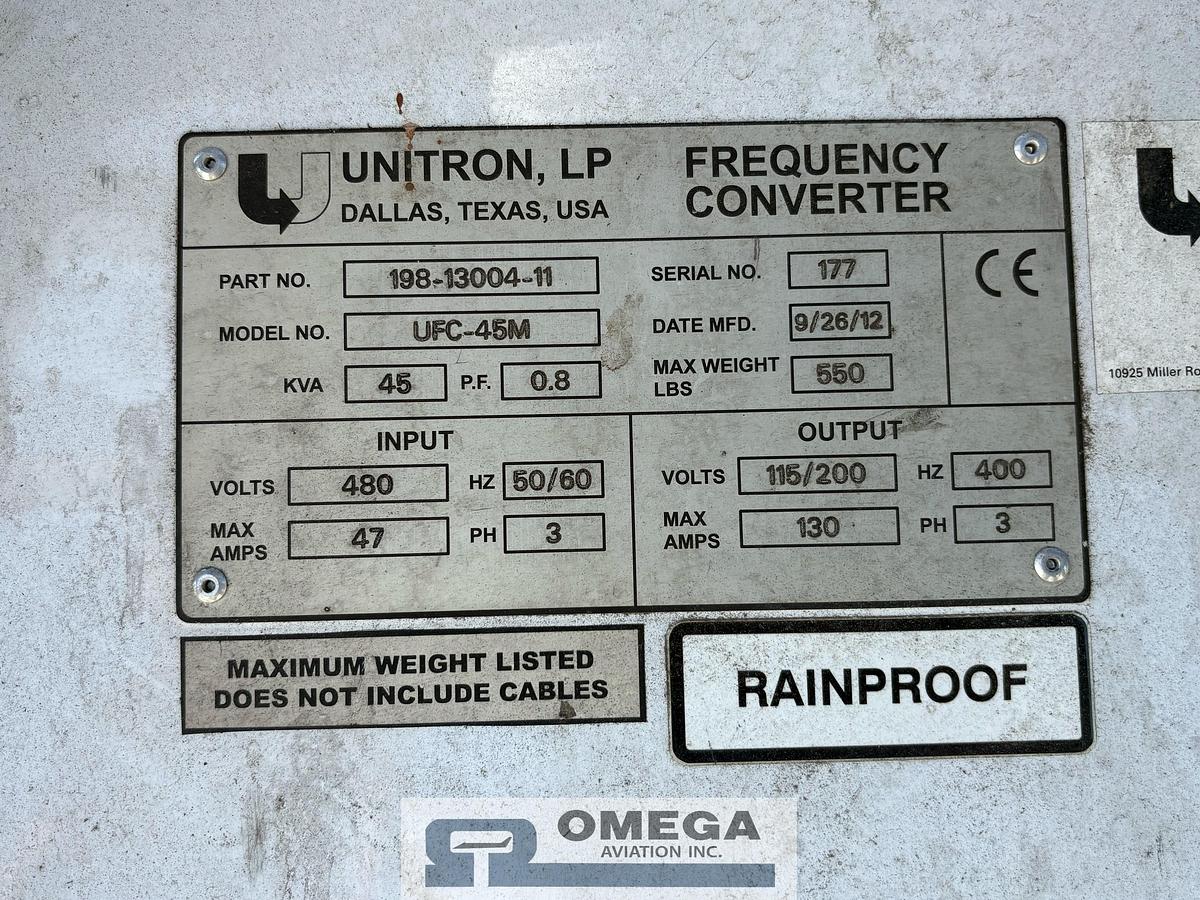 UNITRON, LP
DALLAS, TEXAS, USA
FREQUENCY
CONVERTER
PART NO. 198-13004-11
MODEL NO. UFC-45M
KVA 45 P.F. 0.8
SERIAL NO. 177
DATE MFD. 9/26/12
MAX WEIGHT
LBS 550
CE
INPUT
VOLTS 480 HZ 50/60
MAX
AMPS 47 PH 3
OUTPUT
VOLTS 115/200 HZ 400
MAX
AMPS 130 PH 3
10925 Miller Ro
MAXIMUM WEIGHT LISTED
DOES NOT INCLUDE CABLES
RAINPROOF
OMEGA
AVIATION INC.